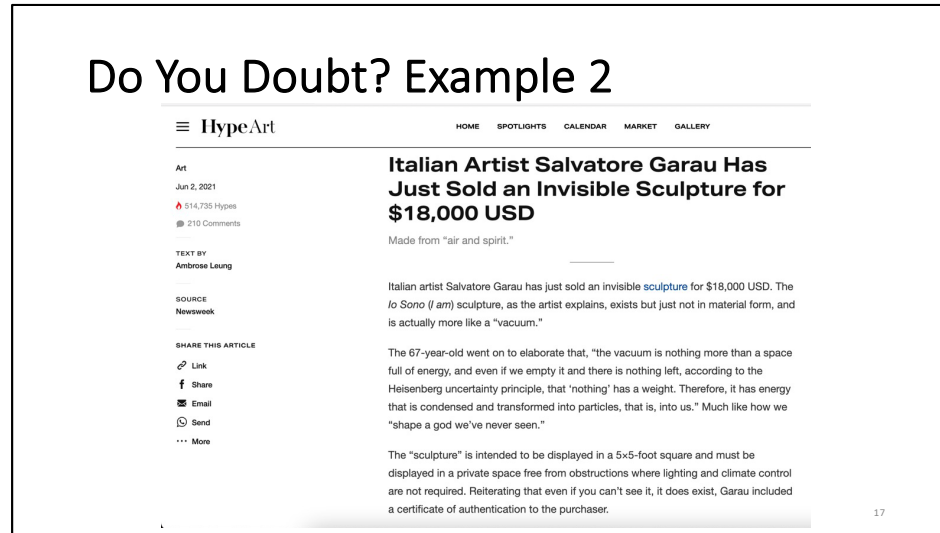 Do You Doubt? Example 2
HypeArt
HOME SPOTLIGHTS CALENDAR MARKET GALLERY
Art
Jun 2, 2021
514,735 Hypes
210 Comments
TEXT BY
Ambrose Leung
SOURCE
Newsweek
SHARE THIS ARTICLE
Link
Share
Email
Send
More
Italian Artist Salvatore Garau Has
Just Sold an Invisible Sculpture for
$18,000 USD
Made from “air and spirit.”
Italian artist Salvatore Garau has just sold an invisible sculpture for $18,000 USD. The
Io Sono (I am) sculpture, as the artist explains, exists but just not in material form, and
is actually more like a “vacuum.”
The 67-year-old went on to elaborate that, “the vacuum is nothing more than a space
full of energy, and even if we empty it and there is nothing left, according to the
Heisenberg uncertainty principle, that ‘nothing’ has a weight. Therefore, it has energy
that is condensed and transformed into particles, that is, into us.” Much like how we
“shape a god we’ve never seen.”
The “sculpture” is intended to be displayed in a 5×5-foot square and must be
displayed in a private space free from obstructions where lighting and climate control
are not required. Reiterating that even if you can’t see it, it does exist, Garau included
a certificate of authentication to the purchaser.
17